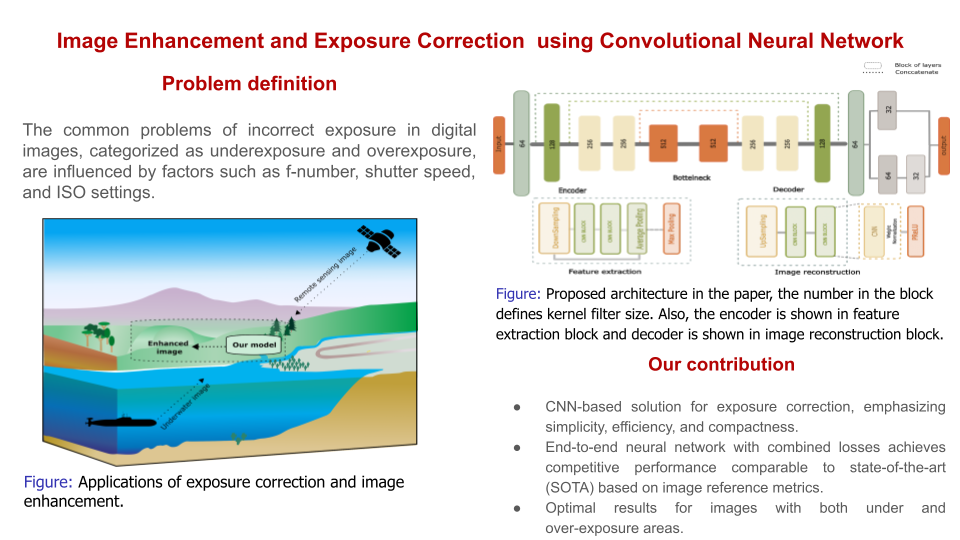 Image Enhancement and Exposure Correction using Convolutional Neural Network
Problem definition
The common problems of incorrect exposure in digital
images, categorized as underexposure and overexposure,
are influenced by factors such as f-number, shutter speed,
and ISO settings.
Remote sensing image
Enhanced
image
Our model
Underwater image
Figure: Applications of exposure correction and image
enhancement.
Block of layers
Conccatenate
Input
64
128
256
256
512
512
256
256
128
64
32
64
32
output
Encoder
Bottelneck
Decoder
DownSampling
CNN BLOCK
CNN BLOCK
Average Pooling
Max Pooling
Feature extraction
UpSampling
CNN BLOCK
CNN BLOCK
CNN
PReLU
Image reconstruction
Figure: Proposed architecture in the paper, the number in the block
defines kernel filter size. Also, the encoder is shown in feature
extraction block and decoder is shown in image reconstruction block.
Our contribution
● CNN-based solution for exposure correction, emphasizing
simplicity, efficiency, and compactness.
● End-to-end neural network with combined losses achieves
competitive performance comparable to state-of-the-art
(SOTA) based on image reference metrics.
● Optimal results for images with both under and
over-exposure areas.